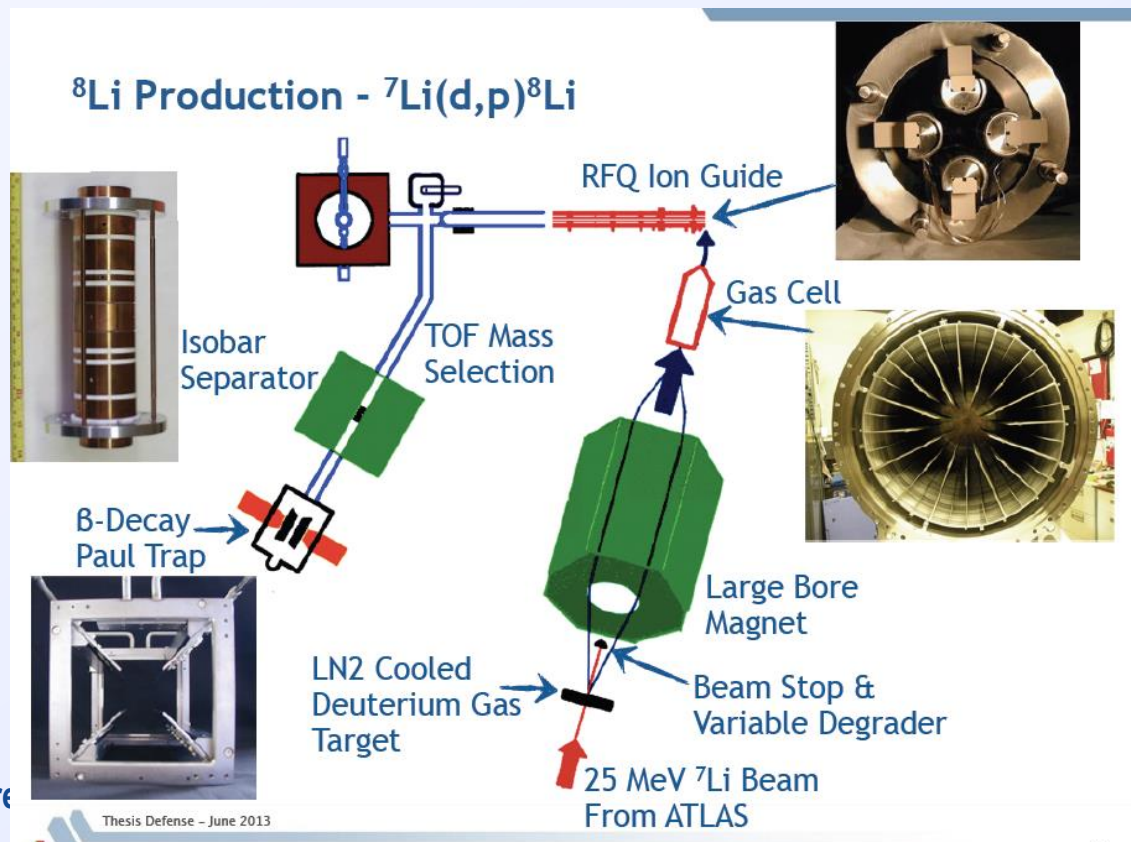 ⁸Li Production - ⁷Li(d,p)⁸Li
RFQ Ion Guide
Gas Cell
Isobar
Separator
TOF Mass
Selection
β-Decay
Paul Trap
Large Bore
Magnet
LN2 Cooled
Deuterium Gas
Target
Beam Stop &
Variable Degrader
25 MeV ⁷Li Beam
From ATLAS
Thesis Defense – June 2013